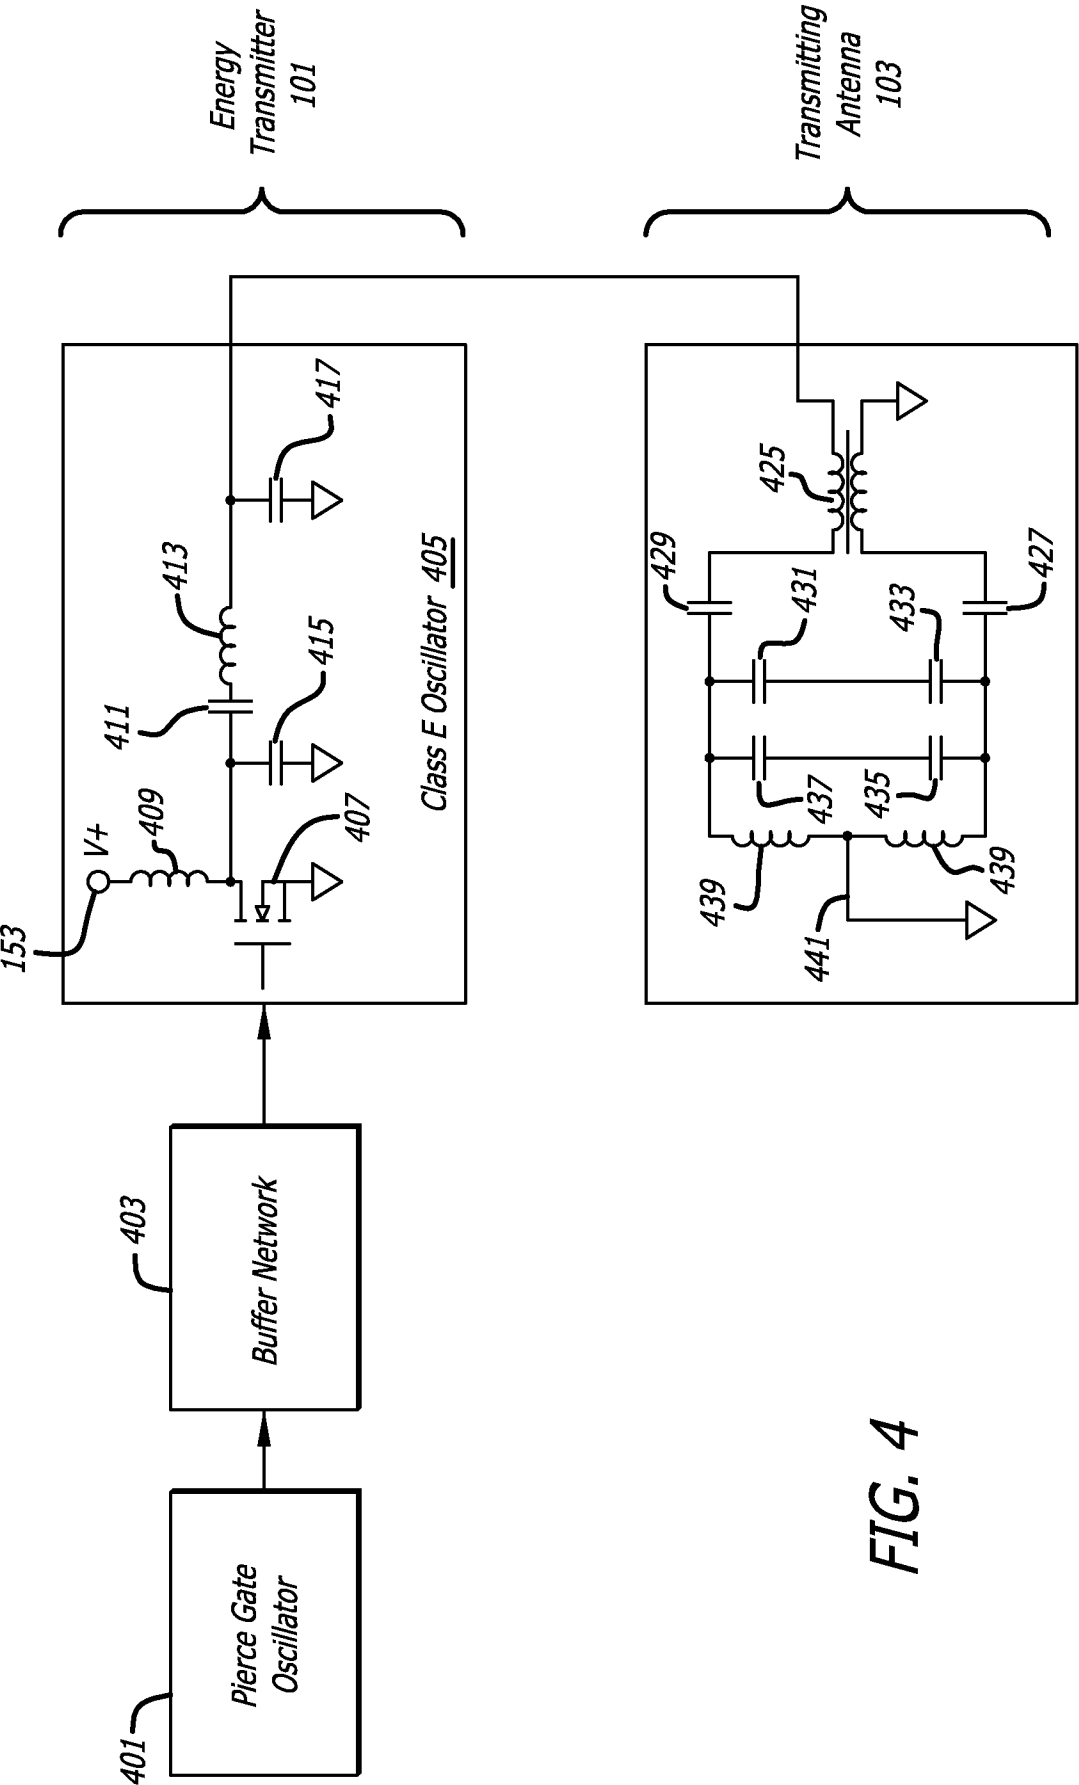 Energy
Transmitter
101
153
V+
409
411
413
415
417
407
Class E Oscillator 405
403
Buffer Network
401
Pierce Gate
Oscillator
Transmitting
Antenna
103
425
429
427
431
433
437
435
439
439
441
FIG. 4